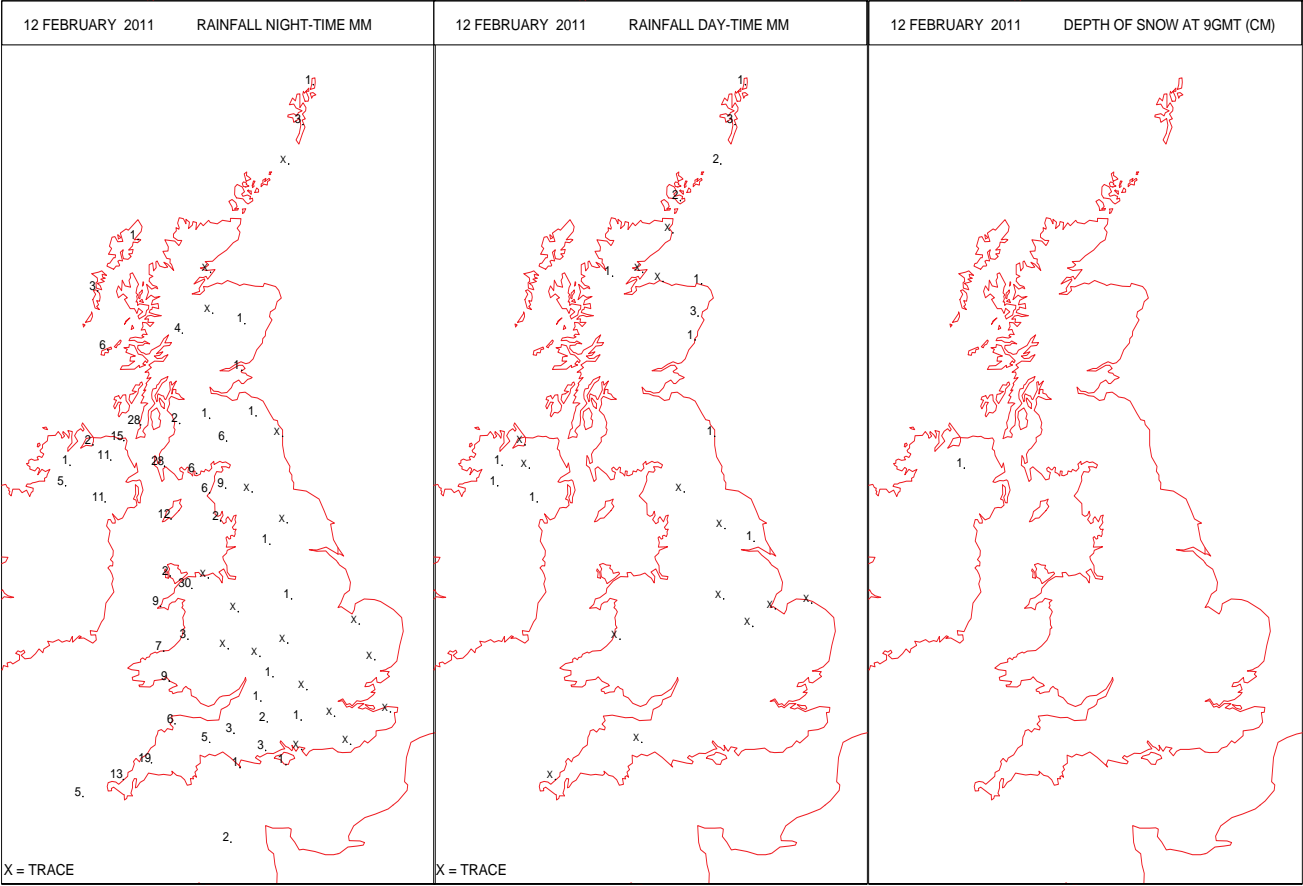 12 FEBRUARY 2011 RAINFALL NIGHT-TIME MM
1.
3.
X.
1.
X
3.
X.
1.
4.
6.
1.
1. 1.
28. 2.
X.
2. 15. 6.
1. 11. 28. 6.
5. 6. 9. X.
11.
12. 2. X.
1.
2. X.
30.
9. X. 1.
X.
7. 3. X. X.
X. X.
9. 1.
X.
1.
6. 2. 1. X. X.
5. 3.
3. X. X.
19. 1. 1.
13.
5.
2.
X = TRACE
12 FEBRUARY 2011 RAINFALL DAY-TIME MM
1.
3.
2.
2.
X.
1. X X. 1.
3.
1.
1.
X.
1. X.
1. X.
1.
X. 1.
X. X. X.
X. X.
X.
X.
X = TRACE
12 FEBRUARY 2011 DEPTH OF SNOW AT 9GMT (CM)
1.